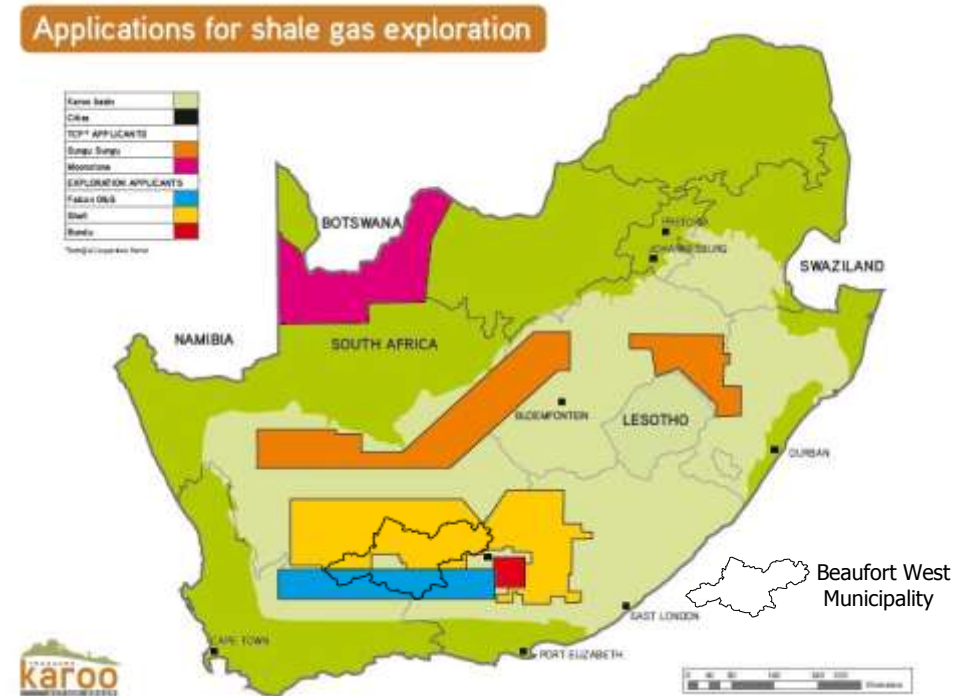 Applications for shale gas exploration
Karoo basin
Cities
TCP* APPLICANTS
Sungu Sungu
Moonstone
EXPLORATION APPLICANTS
Falcon O&G
Shell
Bundu
BOTSWANA
PRETORIA
JOHANNESBURG
SWAZILAND
NAMIBIA
SOUTH AFRICA
BLOEMFONTEIN
LESOTHO
DURBAN
Beaufort West
Municipality
EAST LONDON
CAPE TOWN
PORT ELIZABETH
karoo